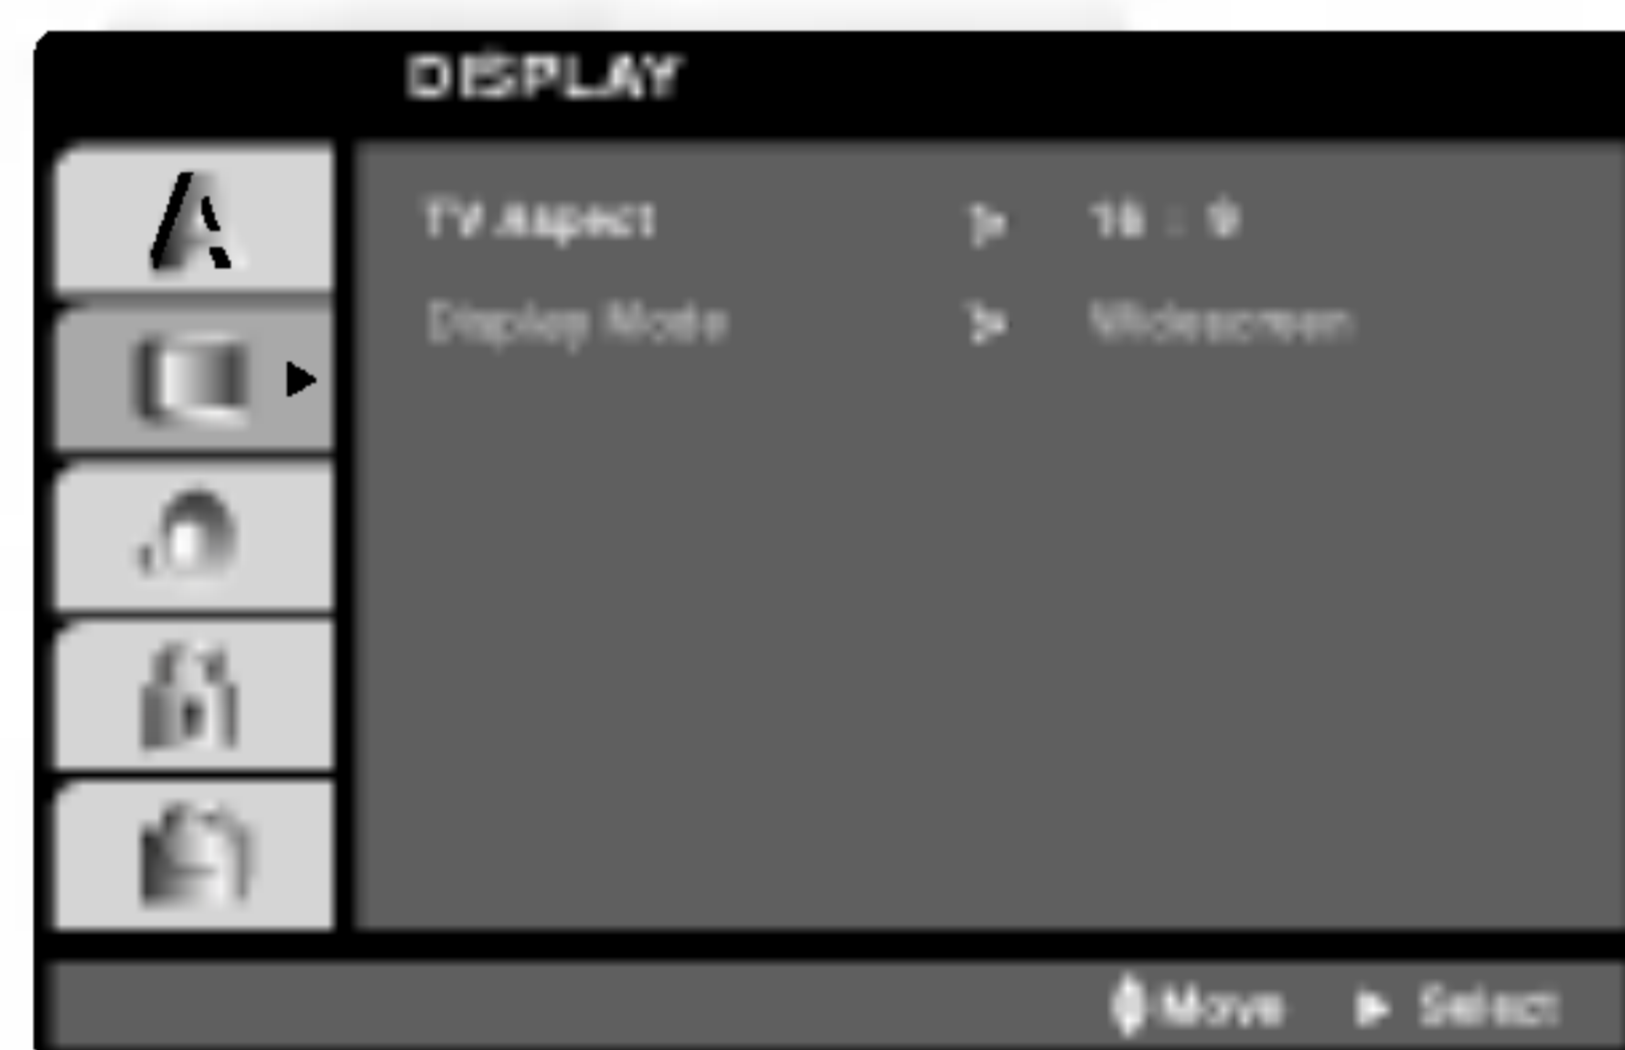 DISPLAY
A
TV Aspect 16 : 9
Display Mode Widescreen
Move Select